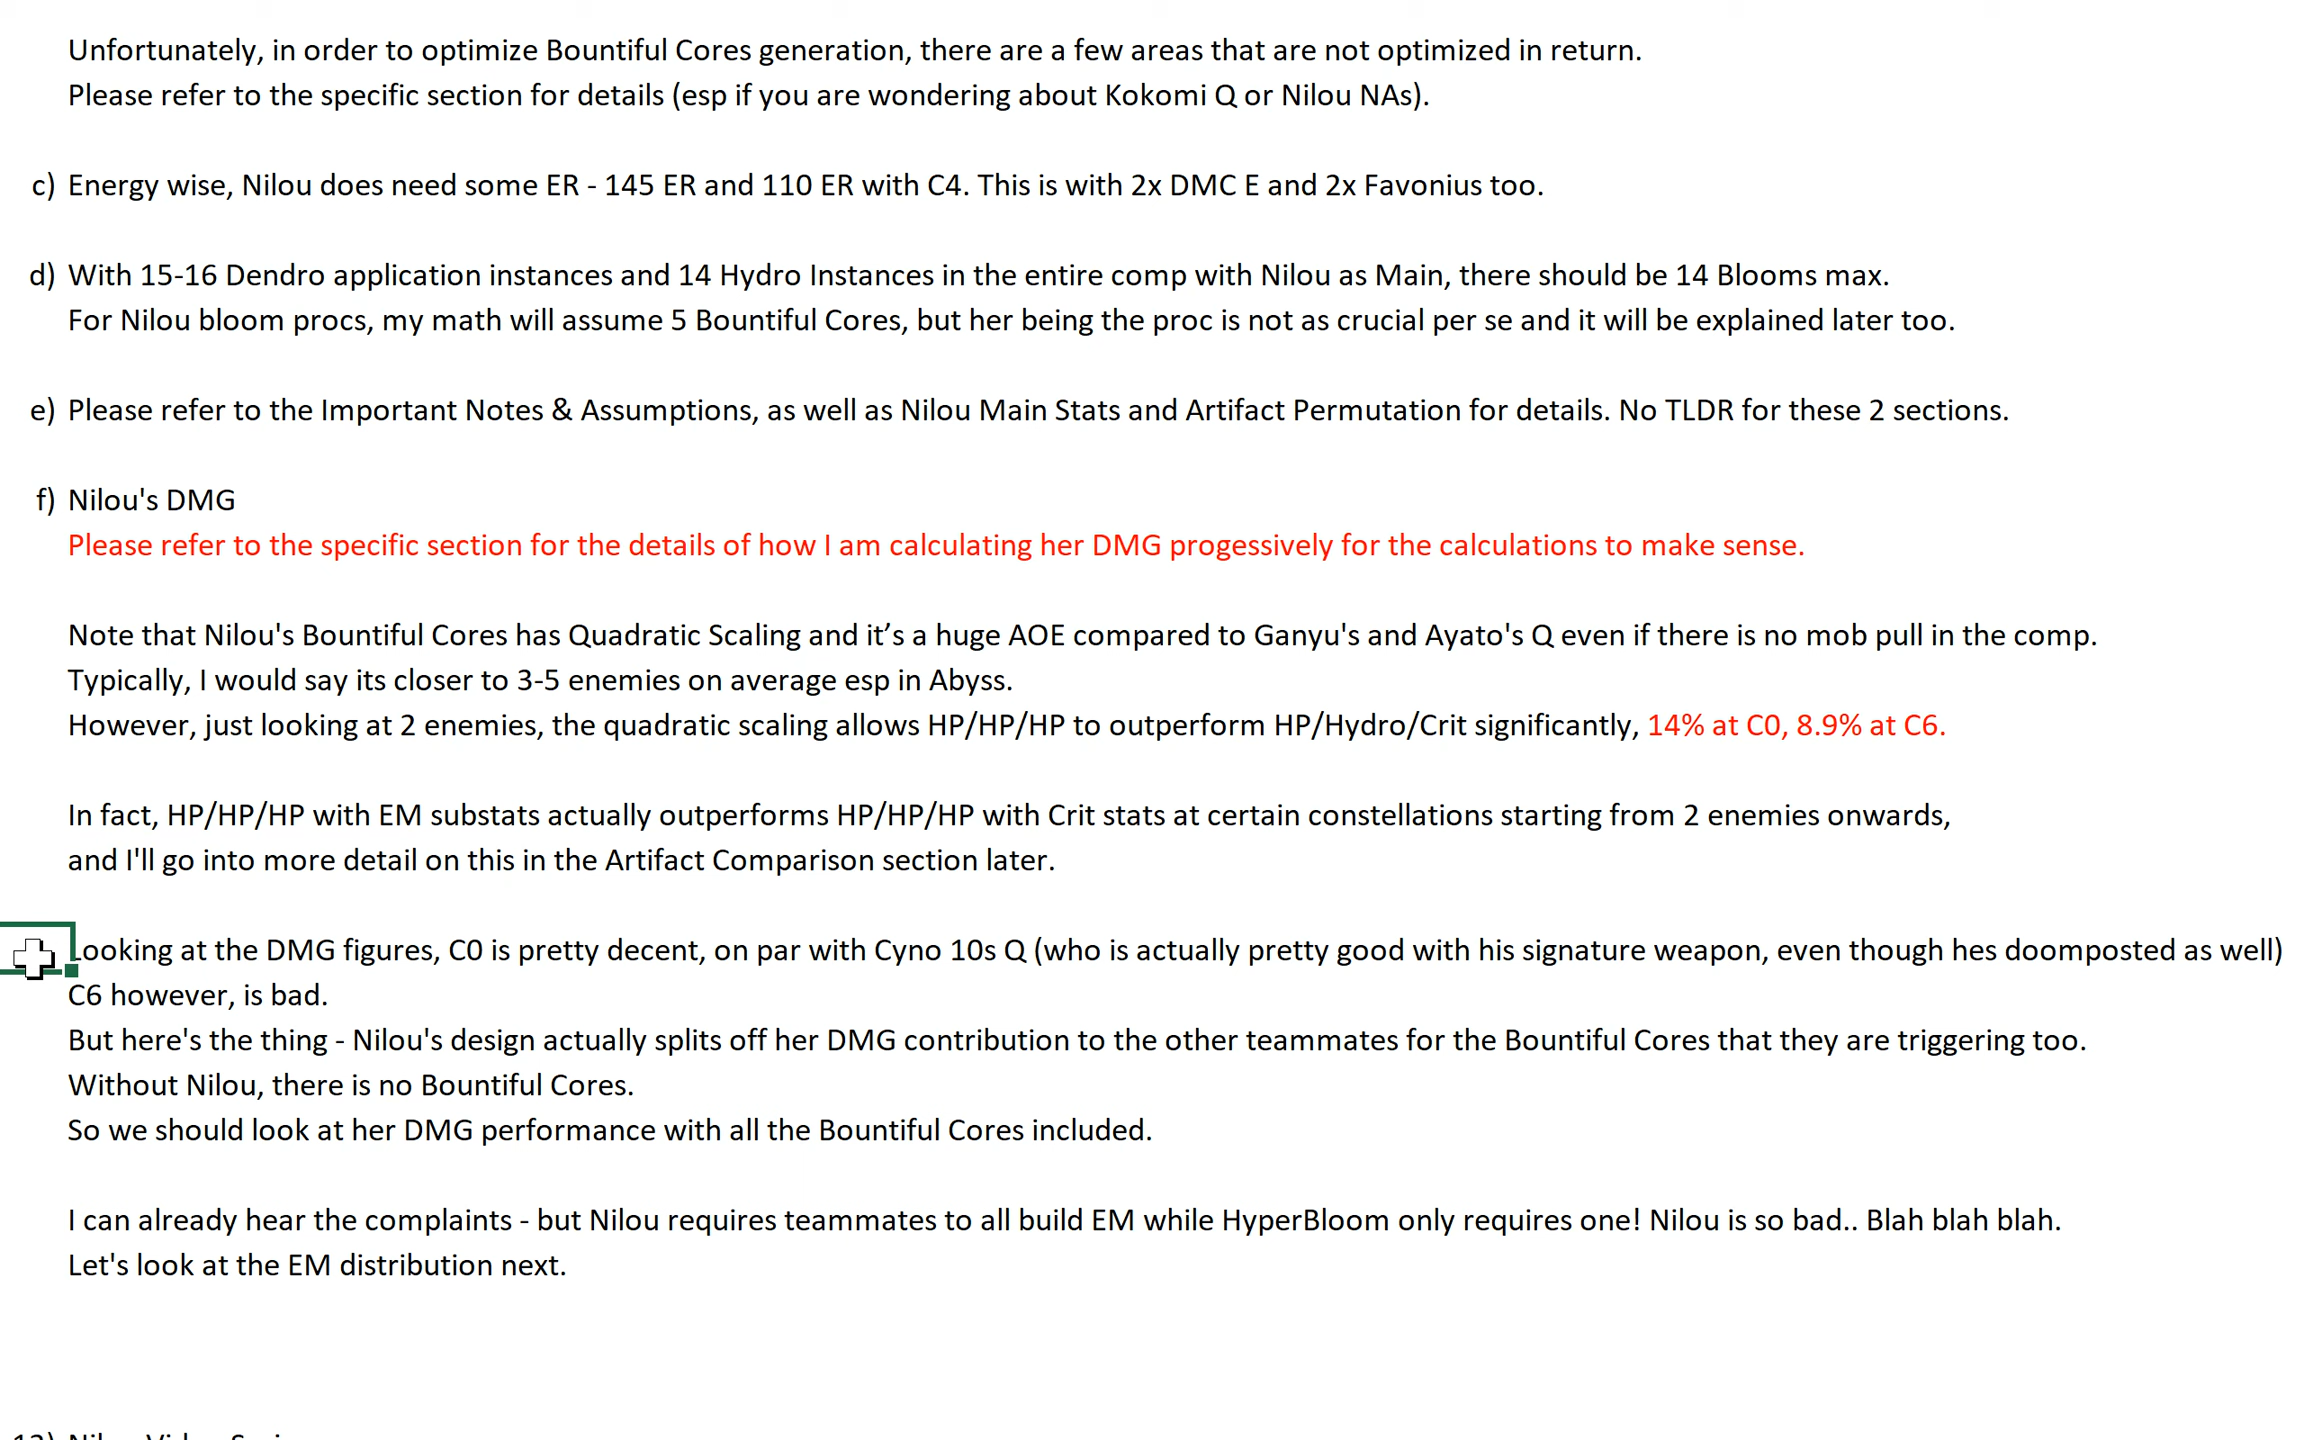 Unfortunately, in order to optimize Bountiful Cores generation, there are a few areas that are not optimized in return.
Please refer to the specific section for details (esp if you are wondering about Kokomi Q or Nilou NAs).
c) Energy wise, Nilou does need some ER - 145 ER and 110 ER with C4. This is with 2x DMC E and 2x Favonius too.
d) With 15-16 Dendro application instances and 14 Hydro Instances in the entire comp with Nilou as Main, there should be 14 Blooms max.
For Nilou bloom procs, my math will assume 5 Bountiful Cores, but her being the proc is not as crucial per se and it will be explained later too.
e) Please refer to the Important Notes & Assumptions, as well as Nilou Main Stats and Artifact Permutation for details. No TLDR for these 2 sections.
f) Nilou's DMG
Please refer to the specific section for the details of how I am calculating her DMG progessively for the calculations to make sense.
Note that Nilou's Bountiful Cores has Quadratic Scaling and it’s a huge AOE compared to Ganyu's and Ayato's Q even if there is no mob pull in the comp.
Typically, I would say its closer to 3-5 enemies on average esp in Abyss.
However, just looking at 2 enemies, the quadratic scaling allows HP/HP/HP to outperform HP/Hydro/Crit significantly, 14% at C0, 8.9% at C6.
In fact, HP/HP/HP with EM substats actually outperforms HP/HP/HP with Crit stats at certain constellations starting from 2 enemies onwards,
and I'll go into more detail on this in the Artifact Comparison section later.
Looking at the DMG figures, C0 is pretty decent, on par with Cyno 10s Q (who is actually pretty good with his signature weapon, even though hes doomposted as well)
C6 however, is bad.
But here's the thing - Nilou's design actually splits off her DMG contribution to the other teammates for the Bountiful Cores that they are triggering too.
Without Nilou, there is no Bountiful Cores.
So we should look at her DMG performance with all the Bountiful Cores included.
I can already hear the complaints - but Nilou requires teammates to all build EM while HyperBloom only requires one! Nilou is so bad.. Blah blah blah.
Let's look at the EM distribution next.